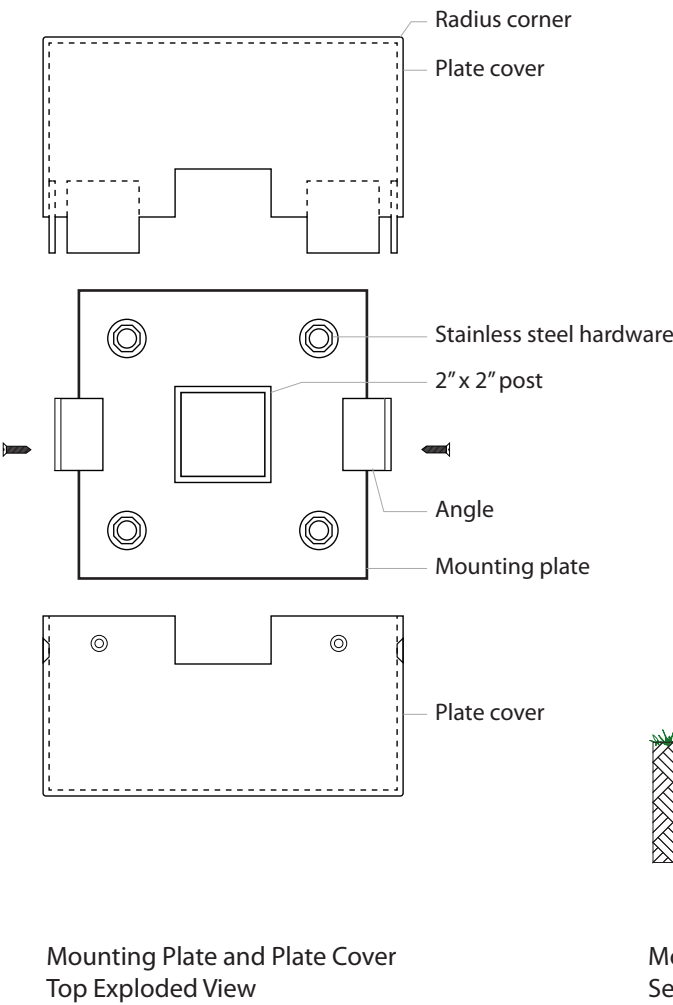 Radius corner
Plate cover
Stainless steel hardware
2” x 2” post
Angle
Mounting plate
Plate cover
Mounting Plate and Plate Cover
Top Exploded View